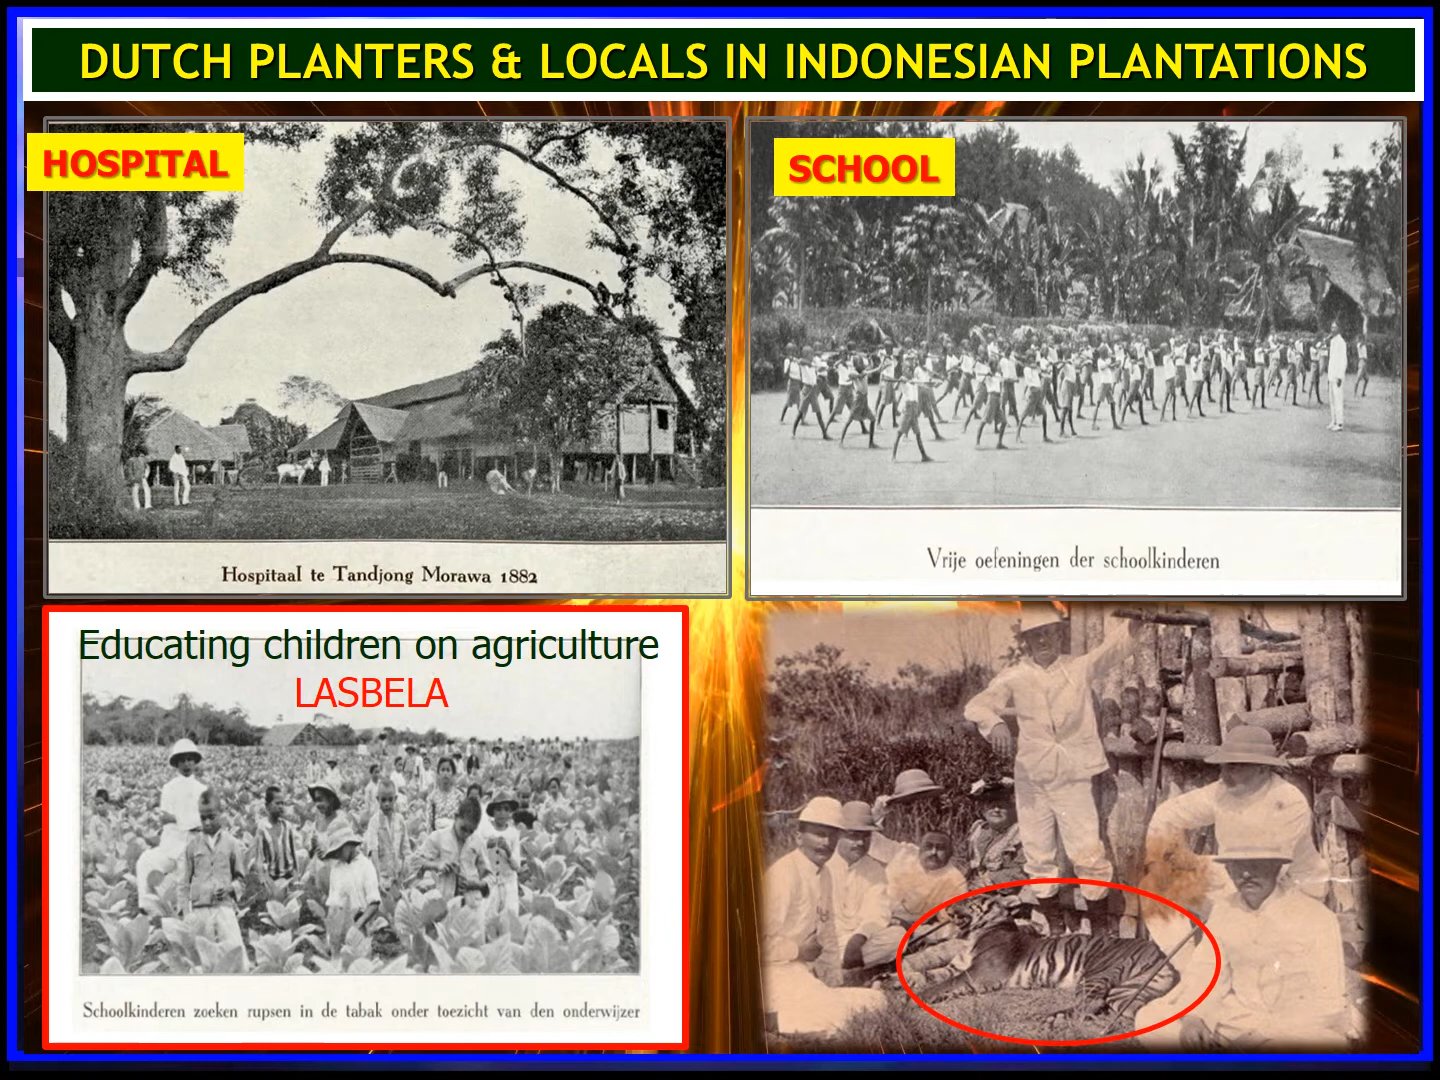 DUTCH PLANTERS & LOCALS IN INDONESIAN PLANTATIONS
HOSPITAL
SCHOOL
Hospitaal te Tandjong Morawa 1882
Vrije oefeningen der schoolkinderen
Educating children on agriculture
LASBELA
Schoolkinderen zoeken rupsen in de tabak onder toezicht van den onderwijzer